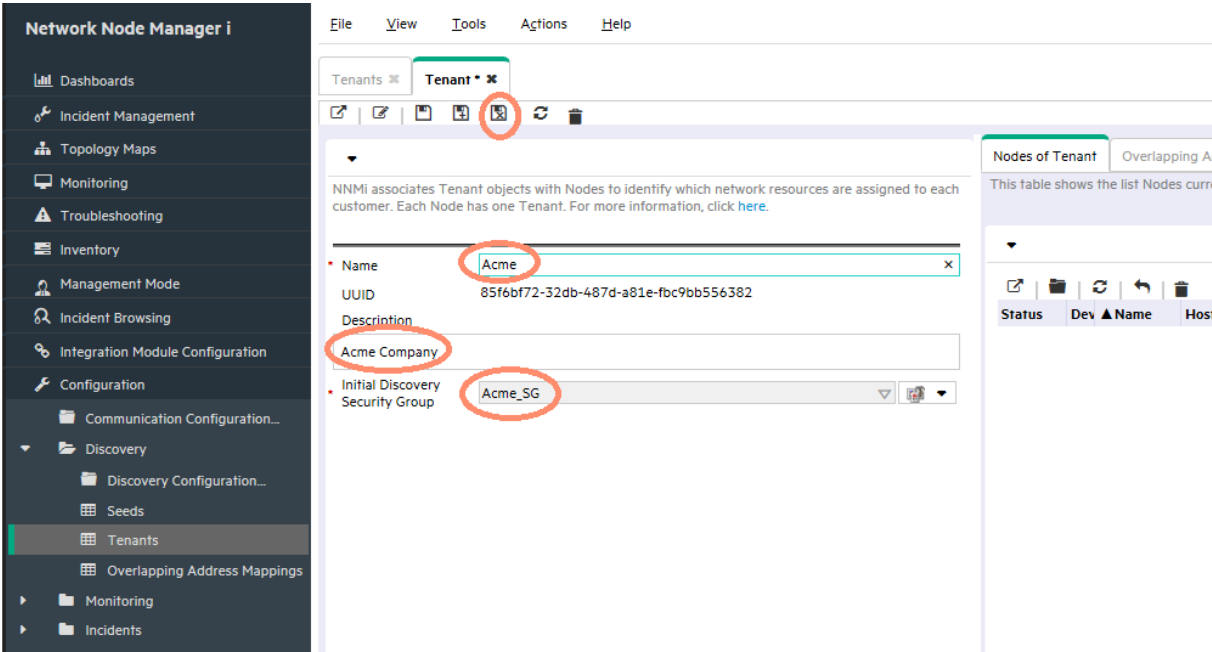 Network Node Manager i
File View Tools Actions Help
Tenants
Tenant *
Dashboards
Incident Management
Topology Maps
Monitoring
Troubleshooting
Inventory
Management Mode
Incident Browsing
Integration Module Configuration
Configuration
Communication Configuration...
Discovery
Discovery Configuration...
Seeds
Tenants
Overlapping Address Mappings
Monitoring
Incidents
NNMi associates Tenant objects with Nodes to identify which network resources are assigned to each
customer. Each Node has one Tenant. For more information, click here.
* Name Acme
UUID 85f6bf72-32db-487d-a81e-fbc9bb556382
Description
Acme Company
* Initial Discovery
Security Group Acme_SG
Nodes of Tenant Overlapping A
This table shows the list Nodes curr
Status Dev Name Host